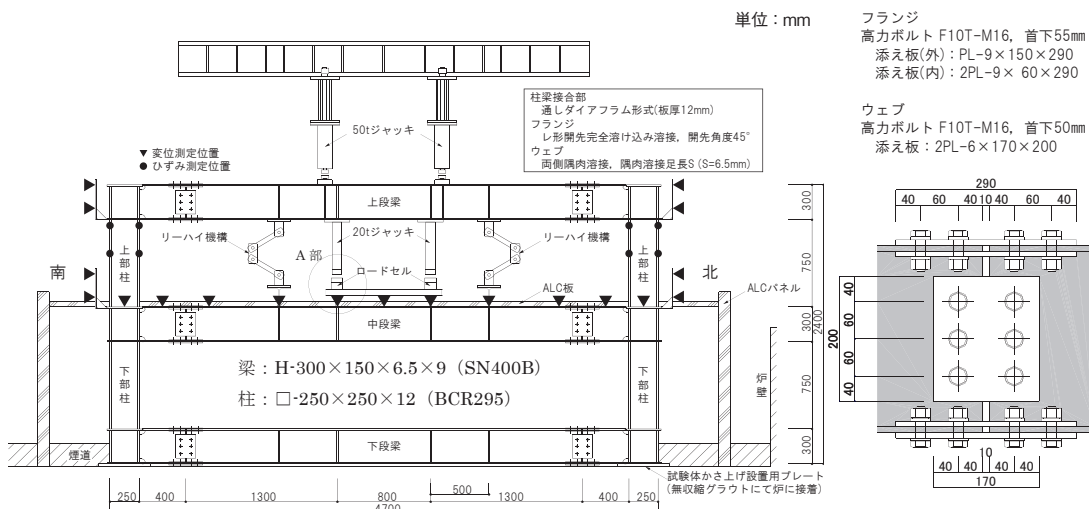 単位：mm
フランジ
高力ボルト F10T-M16, 首下55mm
添え板(外)：PL-9×150×290
添え板(内)：2PL-9× 60×290
ウェブ
高力ボルト F10T-M16, 首下50mm
添え板：2PL-6×170×200
柱梁接合部
通しダイアフラム形式(板厚12mm)
フランジ
レ形開先完全溶け込み溶接, 開先角度45°
ウェブ
両側隅肉溶接, 隅肉溶接足長S (S=6.5mm)
50tジャッキ
▼ 変位測定位置
● ひずみ測定位置
上段梁
300
リーハイ機構
20tジャッキ
リーハイ機構
上部柱
A 部
上部柱
750
南
ロードセル
北
ALC板
ALCパネル
中段梁
300
2400
梁：H-300×150×6.5×9 (SN400B)
柱：□-250×250×12 (BCR295)
下部柱
下部柱
炉壁
750
下段梁
300
煙道
試験体かさ上げ設置用プレート
(無収縮グラウトにて炉に接着)
250
400
1300
800
500
1300
400
250
4700
290
40
60
40
10
40
60
40
40
60
200
60
40
10
40
40
40
40
170